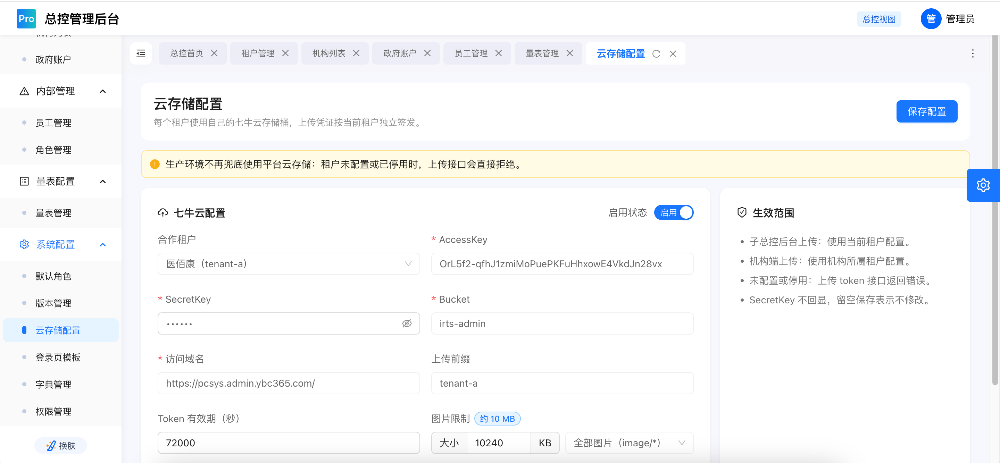 Pro 总控管理后台
总控视图
管 管理员
政府账户
内部管理
员工管理
角色管理
量表配置
量表管理
系统配置
默认角色
版本管理
云存储配置
登录页模板
字典管理
权限管理
换肤
总控首页
租户管理
机构列表
政府账户
员工管理
量表管理
云存储配置
云存储配置
每个租户使用自己的七牛云存储桶，上传凭证按当前租户独立签发。
保存配置
生产环境不再兜底使用平台云存储：租户未配置或已停用时，上传接口会直接拒绝。
七牛云配置
启用状态 启用
合作租户
医佰康（tenant-a）
* AccessKey
OrL5f2-qfhJ1zmiMoPuePKFuHhxowE4VkdJn28vx
* SecretKey
••••••
* Bucket
irts-admin
* 访问域名
https://pcsys.admin.ybc365.com/
上传前缀
tenant-a
Token 有效期（秒）
72000
图片限制 约 10 MB
大小 10240 KB 全部图片（image/*）
生效范围
子总控后台上传：使用当前租户配置。
机构端上传：使用机构所属租户配置。
未配置或停用：上传 token 接口返回错误。
SecretKey 不回显，留空保存表示不修改。